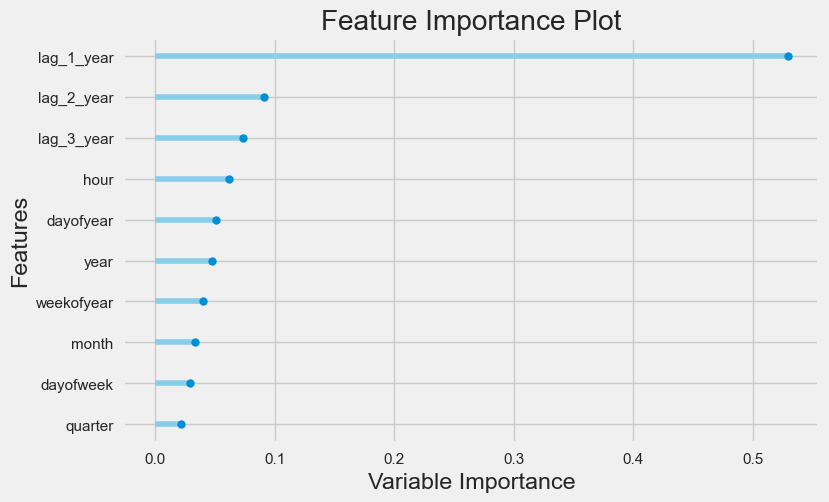 Feature Importance Plot
Features
lag_1_year
lag_2_year
lag_3_year
hour
dayofyear
year
weekofyear
month
dayofweek
quarter
0.0 0.1 0.2 0.3 0.4 0.5
Variable Importance